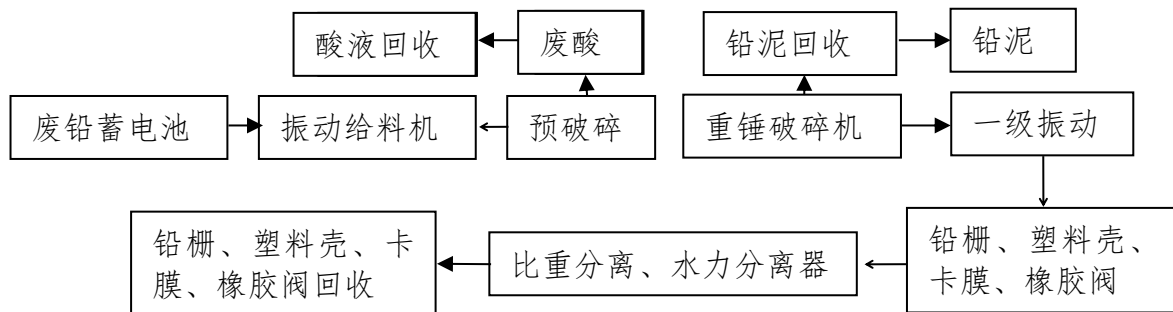 酸液回收
废酸
铅泥回收
铅泥
废铅蓄电池
振动给料机
预破碎
重锤破碎机
一级振动
铅栅、塑料壳、卡
膜、橡胶阀回收
比重分离、水力分离器
铅栅、塑料壳、
卡膜、橡胶阀